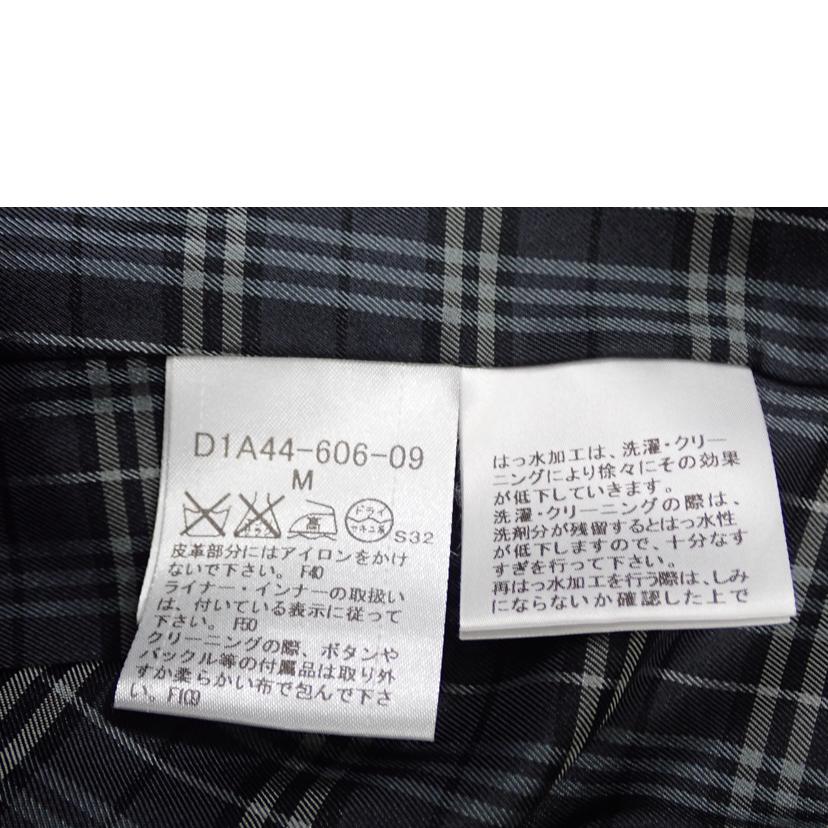 D1A44-606-09
M
高
ドライ
S32
皮革部分にはアイロンをかけ
ないで下さい。 F40
ライナー・インナーの取扱い
は、付いている表示に従って
下さい。 F50
クリーニングの際、ボタンや
バックル等の付属品は取り外
すか柔らかい布で包んで下さ
い。F109
はっ水加工は、洗濯・クリー
ニングにより徐々にその効果
が低下していきます。
洗濯・クリーニングの際は、
洗剤分が残留するとはっ水性
が低下しますので、十分なす
すぎを行って下さい。
再はっ水加工を行う際は、しみ
にならないか確認した上で